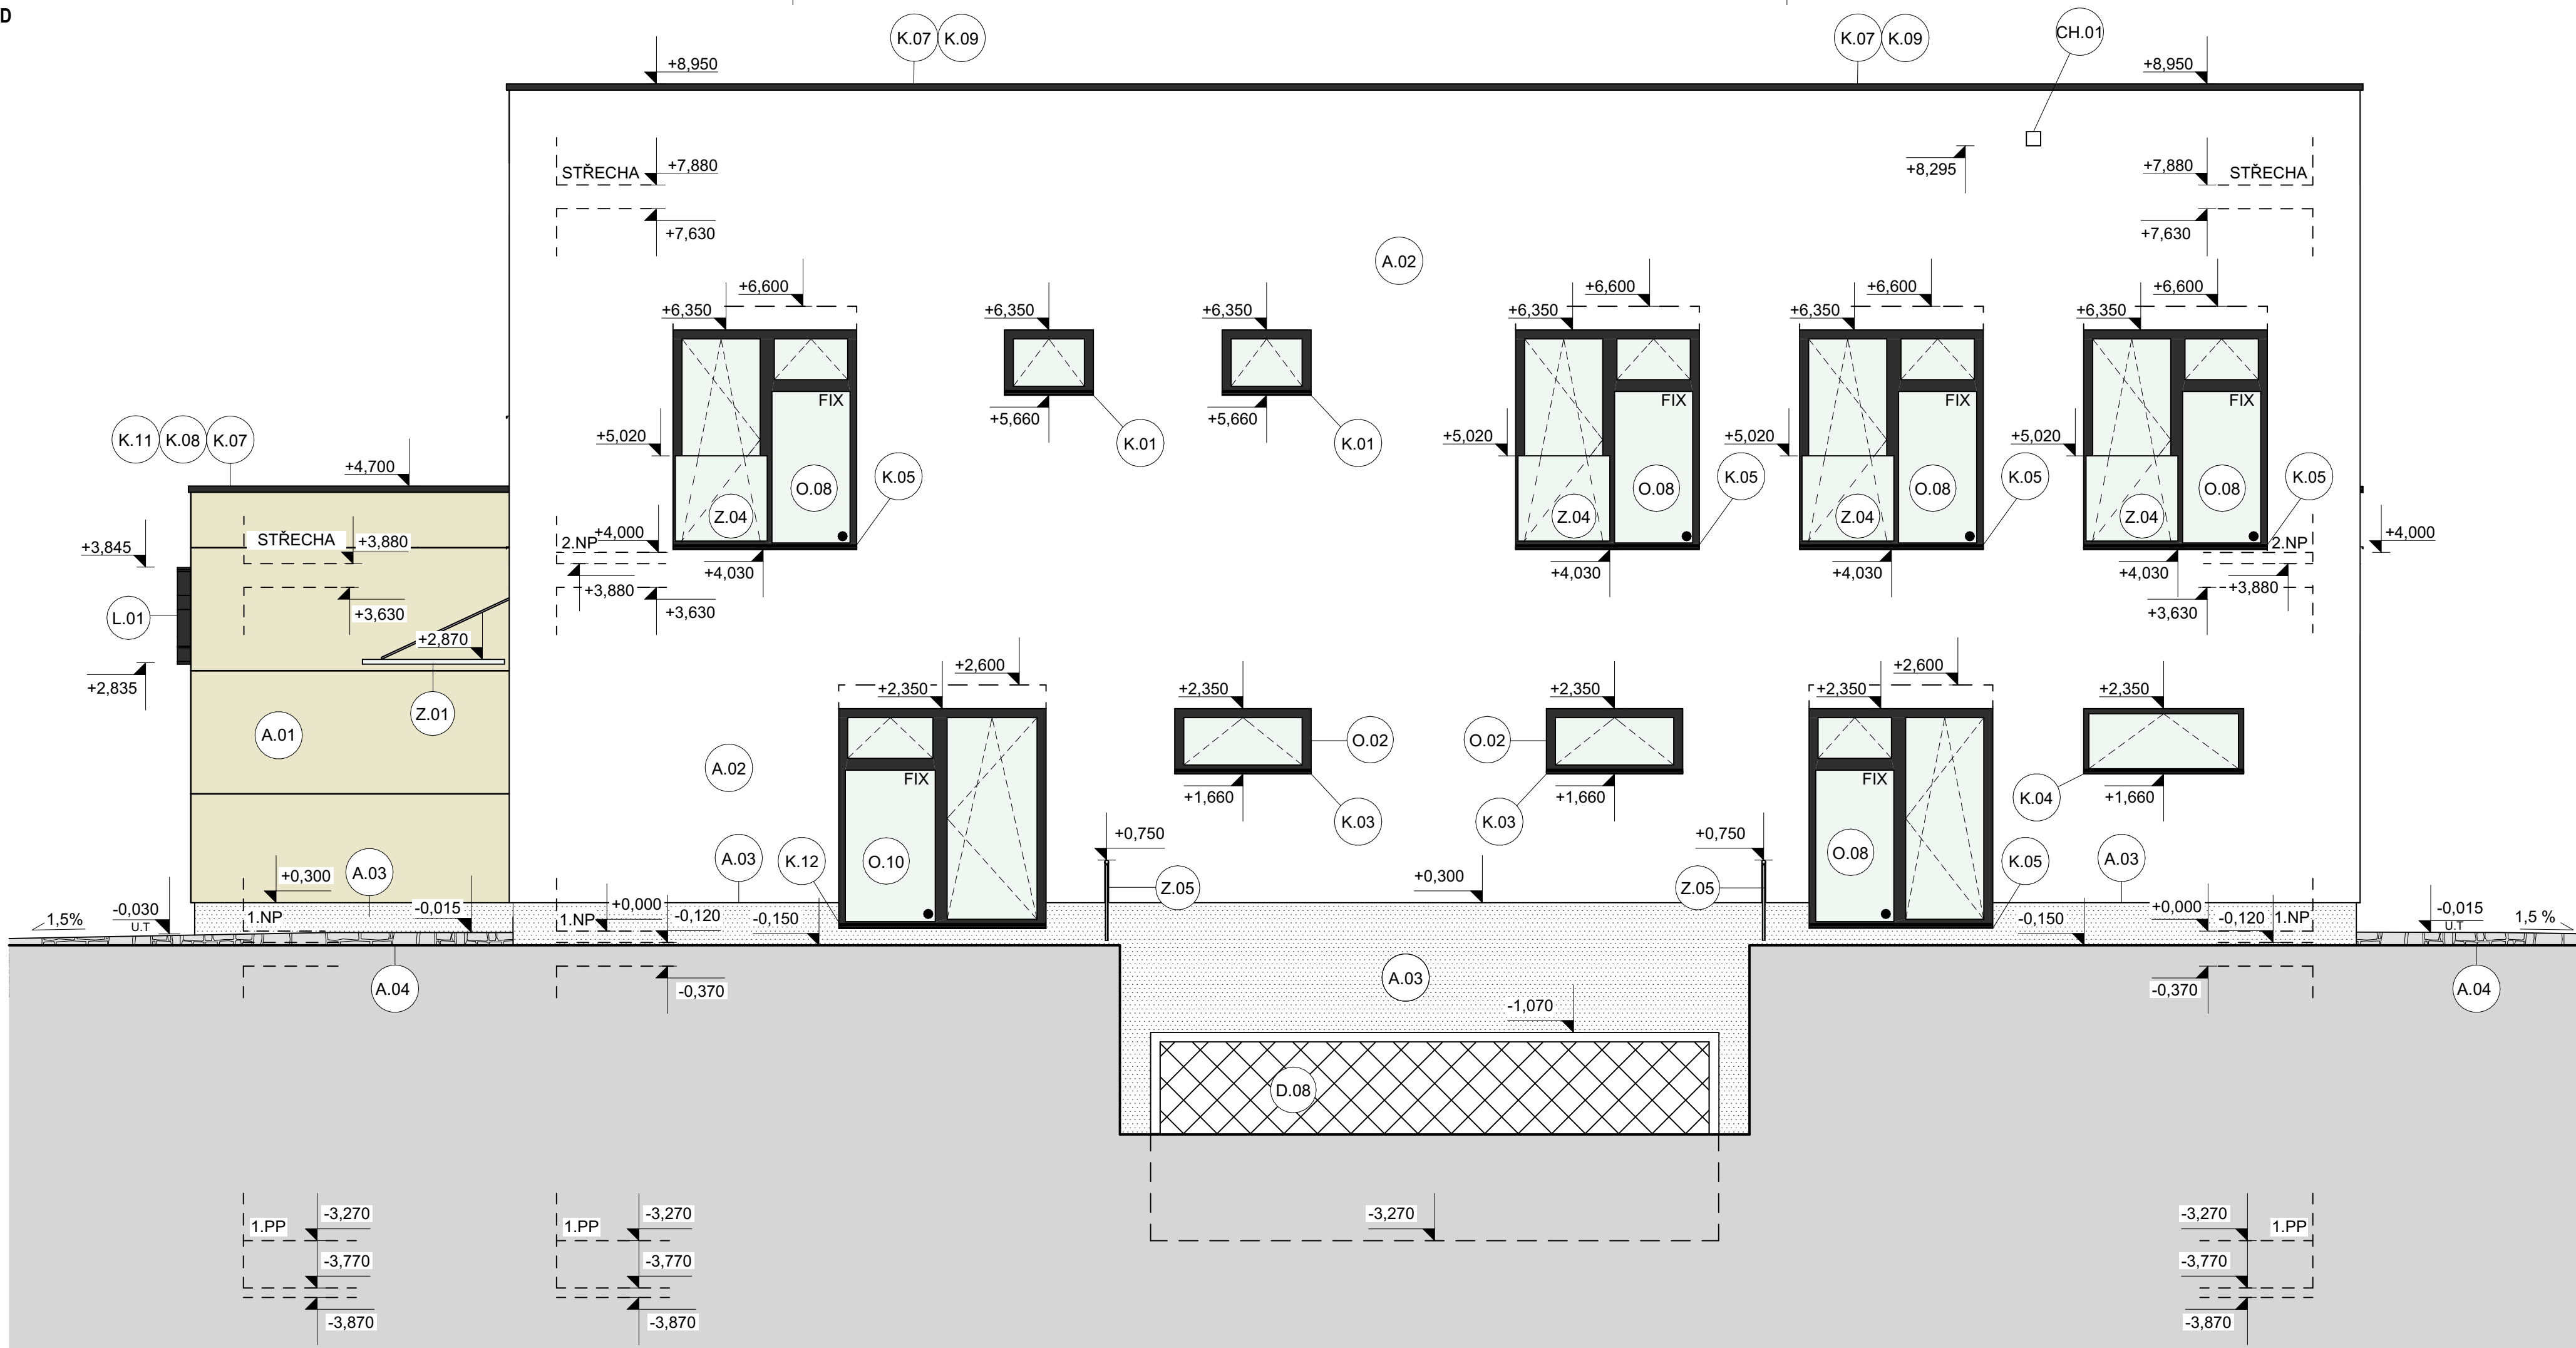 D
K.07 K.09
K.07 K.09
CH.01
+8,950
+8,950
STŘECHA
+7,880
+8,295
+7,880
STŘECHA
+7,630
+7,630
A.02
+6,600
+6,600
+6,600
+6,600
+6,350
+6,350
+6,350
+6,350
+6,350
+6,350
FIX
FIX
FIX
FIX
+5,660
+5,660
K.11 K.08 K.07
+5,020
K.01
K.01
+5,020
+5,020
+5,020
+4,700
O.08
K.05
O.08
K.05
O.08
K.05
O.08
K.05
Z.04
Z.04
Z.04
Z.04
+3,845
STŘECHA
+3,880
2.NP
+4,000
2.NP
+4,000
+4,030
+4,030
+4,030
+4,030
+3,880
+3,880
L.01
+3,630
+3,630
+3,630
+2,870
+2,835
+2,600
+2,600
+2,350
+2,350
+2,350
+2,350
+2,350
Z.01
A.01
O.02
O.02
A.02
FIX
FIX
+1,660
+1,660
K.04
+1,660
K.03
K.03
+0,750
+0,750
A.03
K.12
O.10
O.08
K.05
A.03
A.03
+0,300
Z.05
+0,300
Z.05
1,5%
-0,030
U.T
1.NP
-0,015
1.NP
+0,000
-0,120
-0,150
-0,150
+0,000
-0,120
1.NP
-0,015
U.T
1,5 %
A.04
-0,370
A.03
-0,370
A.04
-1,070
D.08
1.PP
-3,270
1.PP
-3,270
-3,270
-3,270
1.PP
-3,770
-3,770
-3,770
-3,870
-3,870
-3,870